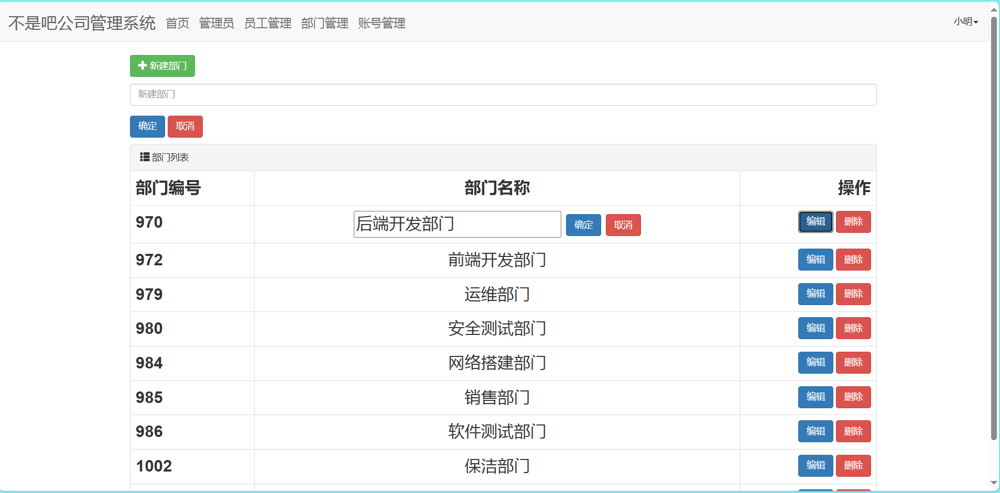 不是吧公司管理系统 首页 管理员 员工管理 部门管理 账号管理 小明
新建部门
新建部门
确定 取消
部门列表
部门编号 部门名称 操作
970 后端开发部门 确定 取消 编辑 删除
972 前端开发部门 编辑 删除
979 运维部门 编辑 删除
980 安全测试部门 编辑 删除
984 网络搭建部门 编辑 删除
985 销售部门 编辑 删除
986 软件测试部门 编辑 删除
1002 保洁部门 编辑 删除